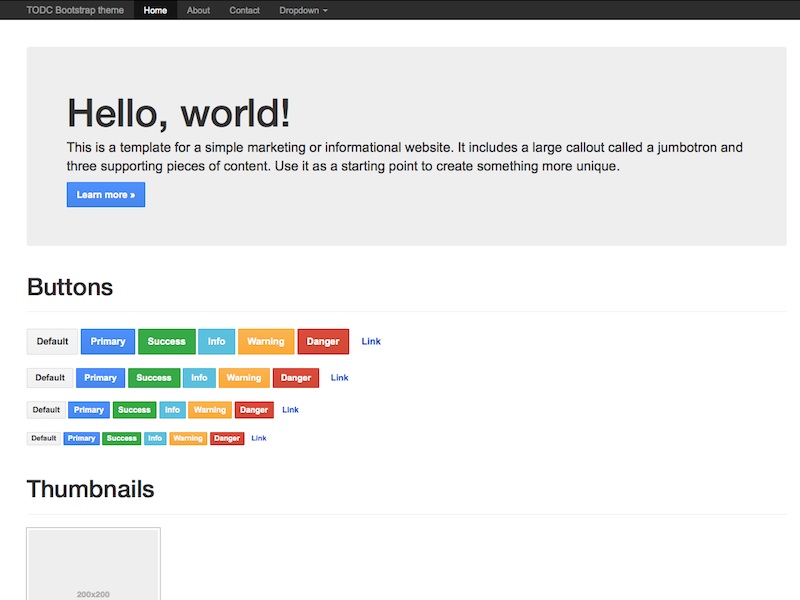 TODC Bootstrap theme Home About Contact Dropdown
Hello, world!
This is a template for a simple marketing or informational website. It includes a large callout called a jumbotron and
three supporting pieces of content. Use it as a starting point to create something more unique.
Learn more »
Buttons
Default Primary Success Info Warning Danger Link
Default Primary Success Info Warning Danger Link
Default Primary Success Info Warning Danger Link
Default Primary Success Info Warning Danger Link
Thumbnails
200x200